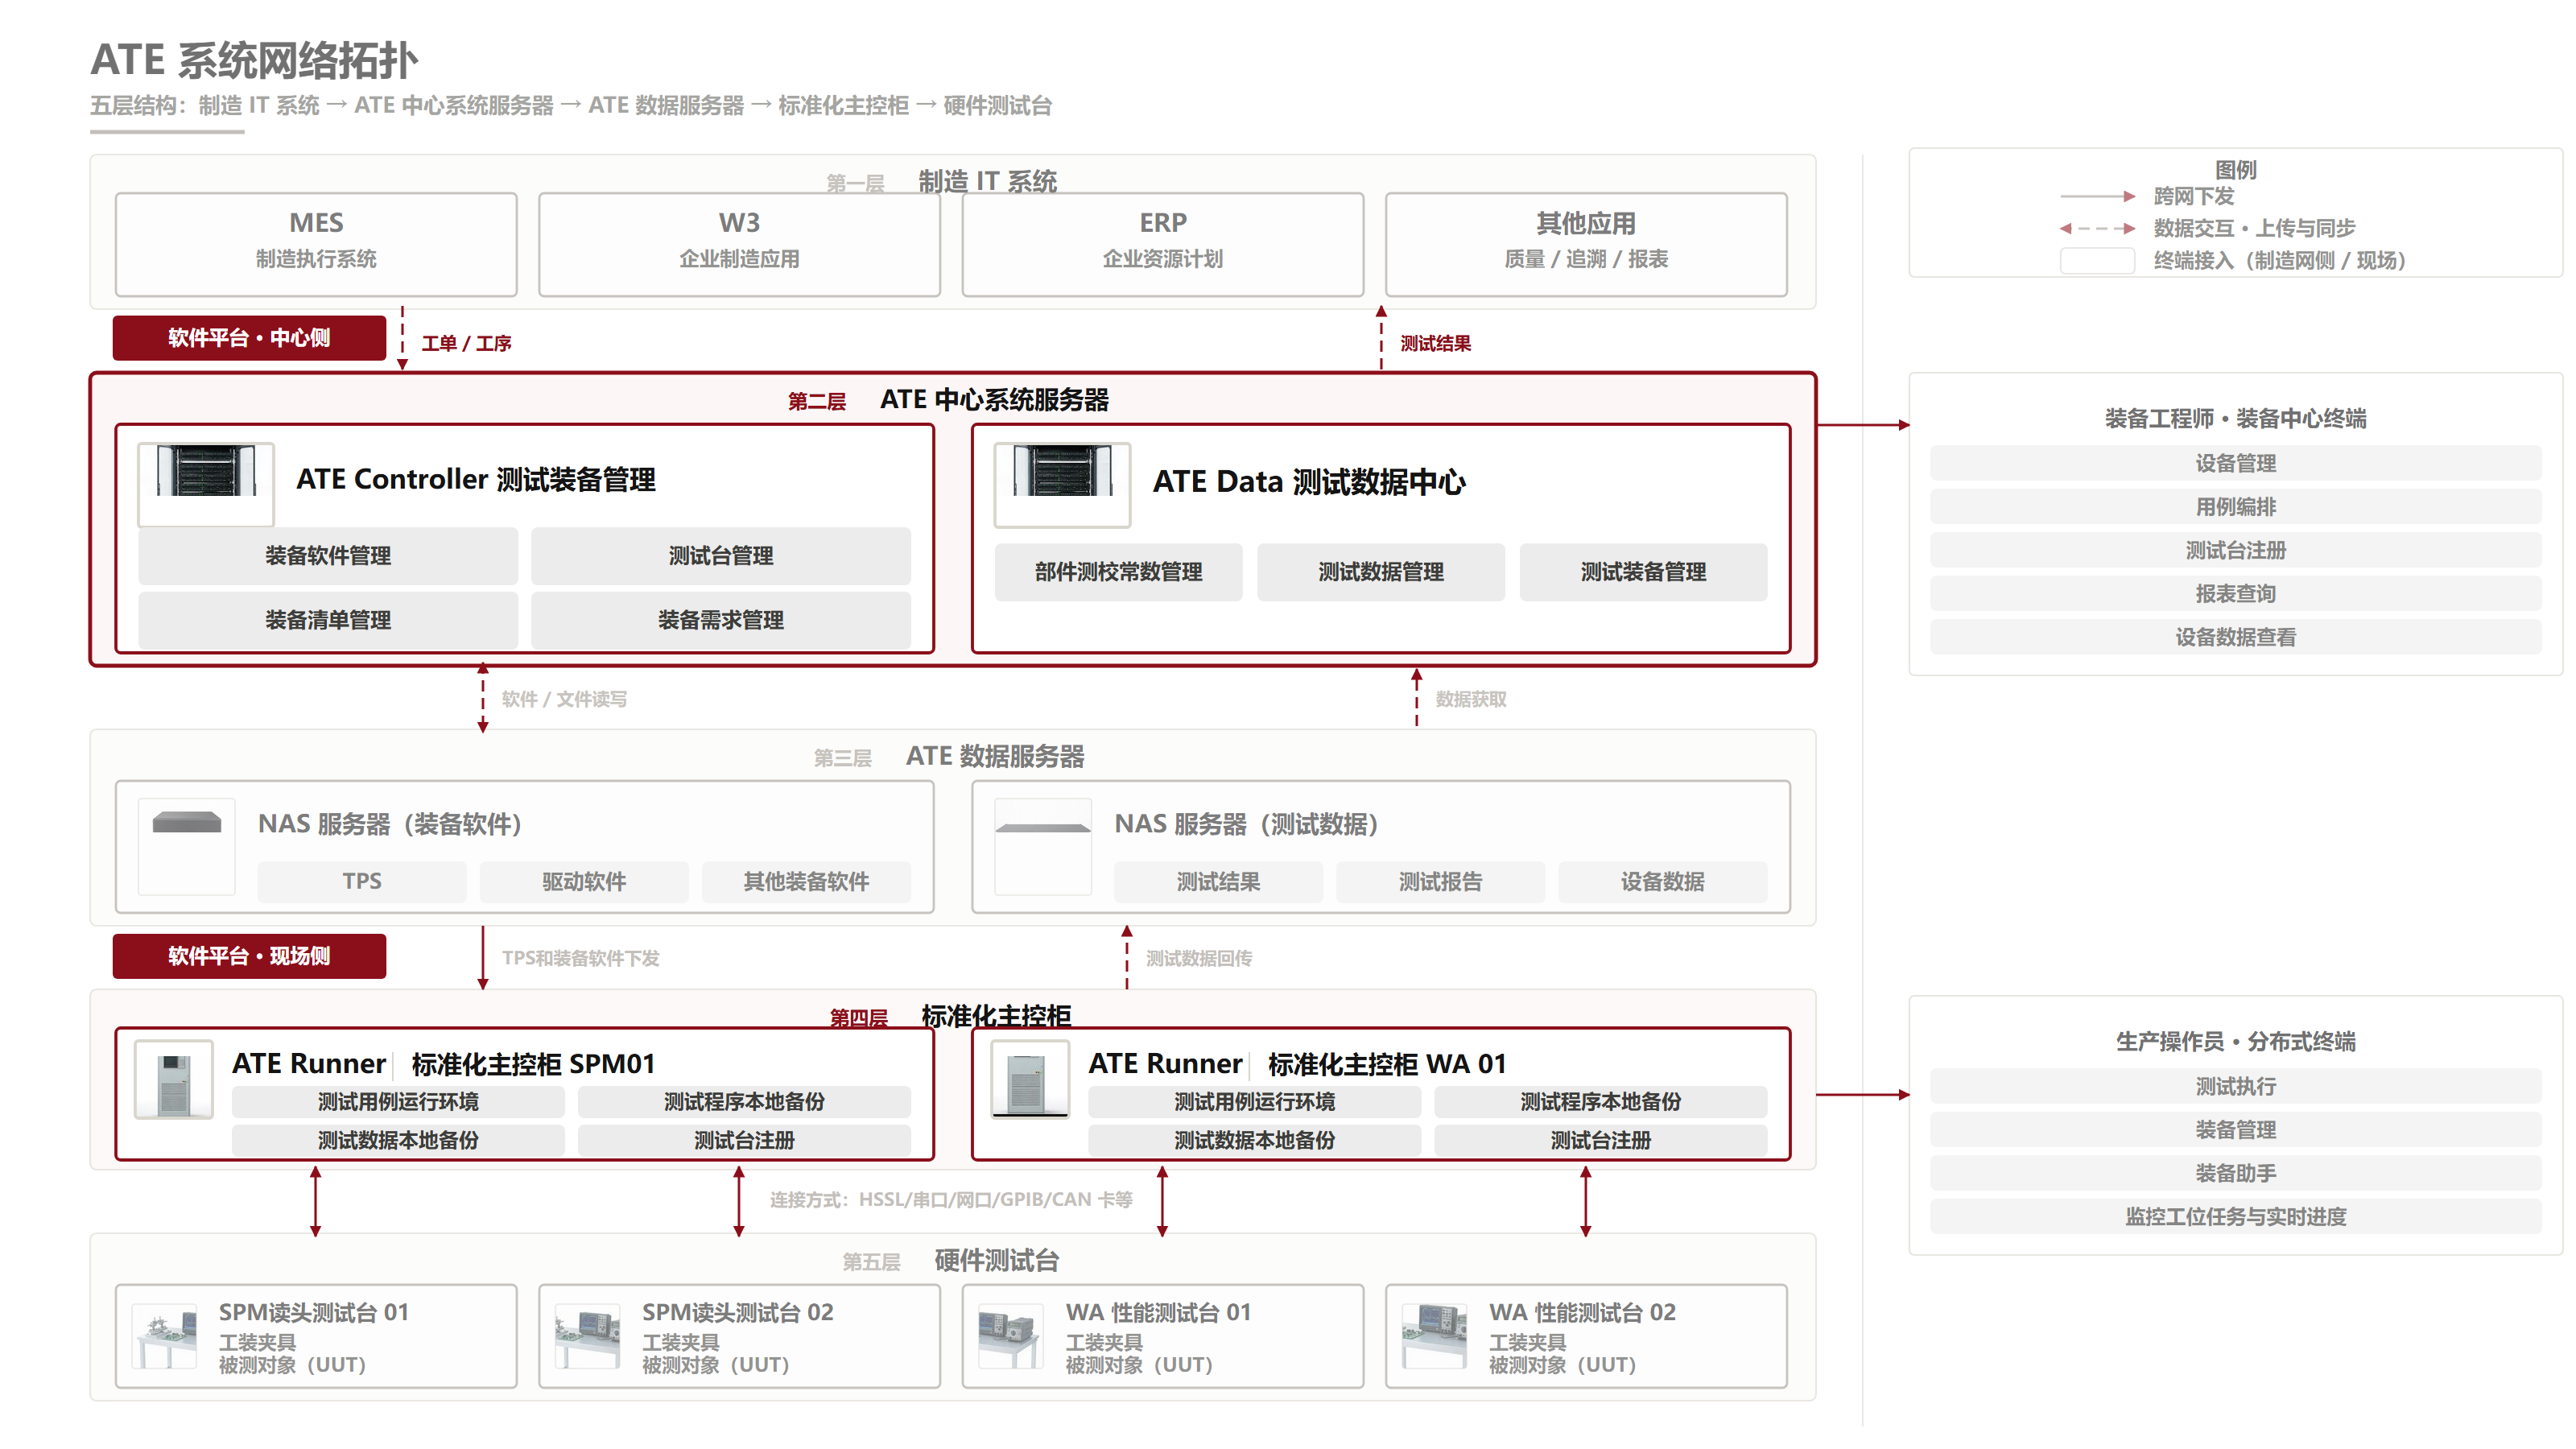 ATE 系统网络拓扑
五层结构：制造 IT 系统 → ATE 中心系统服务器 → ATE 数据服务器 → 标准化主控柜 → 硬件测试台
第一层 制造 IT 系统
MES
制造执行系统
W3
企业制造应用
ERP
企业资源计划
其他应用
质量 / 追溯 / 报表
图例
跨网下发
数据交互・上传与同步
终端接入（制造网侧 / 现场）
软件平台・中心侧
工单 / 工序
测试结果
第二层 ATE 中心系统服务器
ATE Controller 测试装备管理
装备软件管理
测试台管理
装备清单管理
装备需求管理
ATE Data 测试数据中心
部件测校常数管理
测试数据管理
测试装备管理
装备工程师・装备中心终端
设备管理
用例编排
测试台注册
报表查询
设备数据查看
软件 / 文件读写
数据获取
第三层 ATE 数据服务器
NAS 服务器（装备软件）
TPS
驱动软件
其他装备软件
NAS 服务器（测试数据）
测试结果
测试报告
设备数据
软件平台・现场侧
TPS和装备软件下发
测试数据回传
第四层 标准化主控柜
ATE Runner | 标准化主控柜 SPM01
测试用例运行环境
测试程序本地备份
测试数据本地备份
测试台注册
ATE Runner | 标准化主控柜 WA 01
测试用例运行环境
测试程序本地备份
测试数据本地备份
测试台注册
生产操作员・分布式终端
测试执行
装备管理
装备助手
监控工位任务与实时进度
连接方式：HSSL/串口/网口/GPIB/CAN 卡等
第五层 硬件测试台
SPM读头测试台 01
工装夹具
被测对象（UUT）
SPM读头测试台 02
工装夹具
被测对象（UUT）
WA 性能测试台 01
工装夹具
被测对象（UUT）
WA 性能测试台 02
工装夹具
被测对象（UUT）